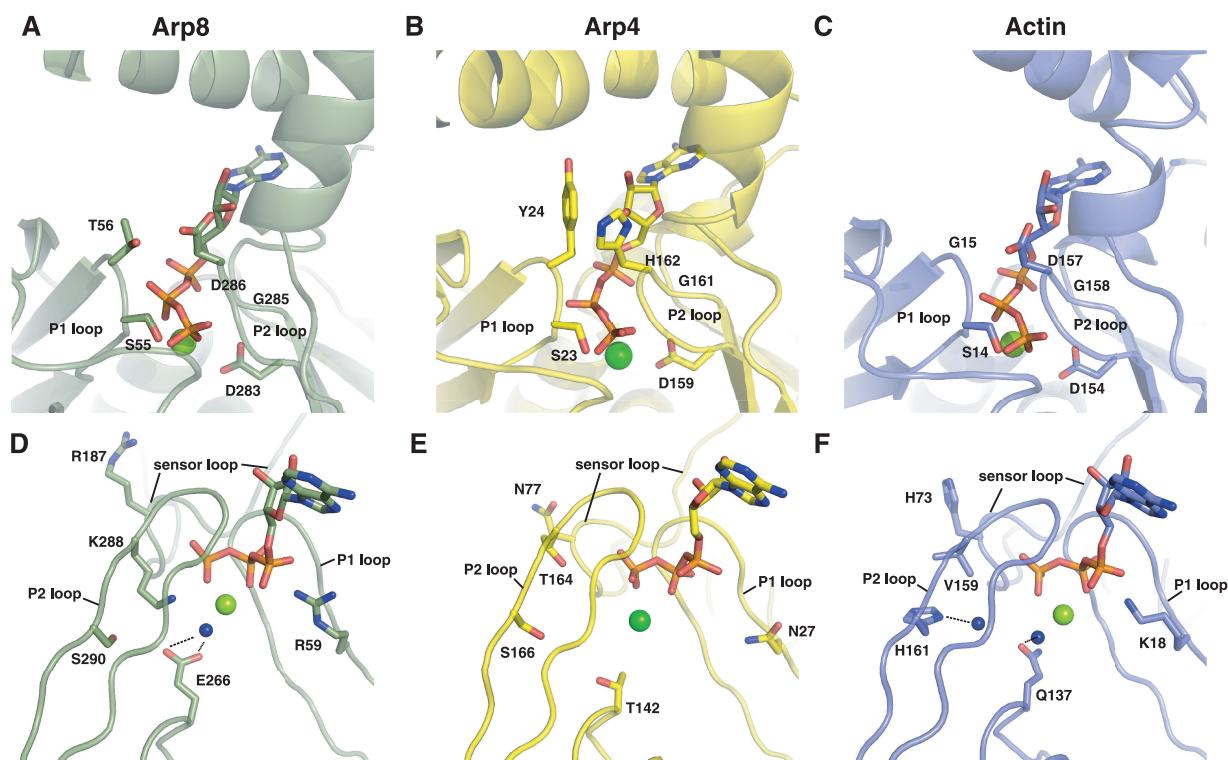 A Arp8
B Arp4
C Actin
T56
D286
G285
P1 loop
P2 loop
S55
D283
Y24
H162
G161
P1 loop
P2 loop
S23
D159
G15
D157
G158
P1 loop
P2 loop
S14
D154
D
R187
sensor loop
K288
P1 loop
P2 loop
S290
R59
E266
E
sensor loop
N77
P2 loop
T164
P1 loop
S166
N27
T142
F
sensor loop
H73
P2 loop
V159
P1 loop
H161
K18
Q137